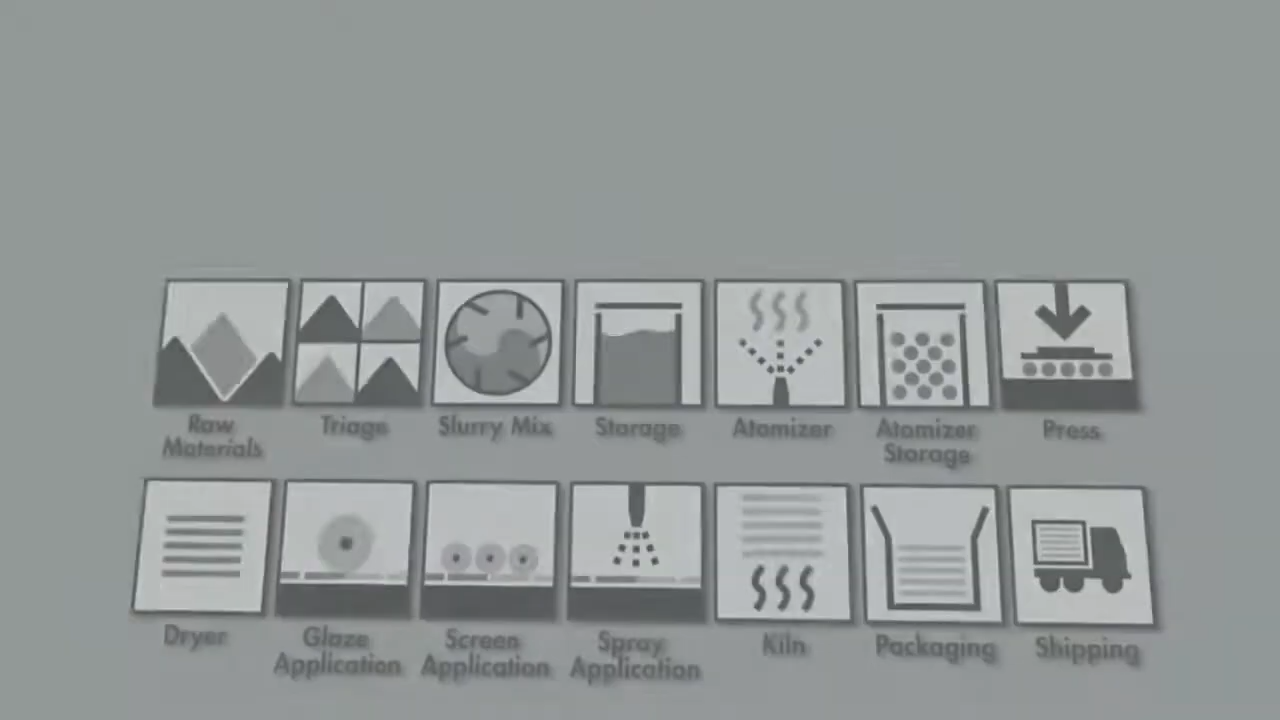 Raw
Materials
Triage
Slurry Mix
Storage
Atomizer
Atomizer
Storage
Press
Dryer
Glaze
Application
Screen
Application
Spray
Application
Kiln
Packaging
Shipping